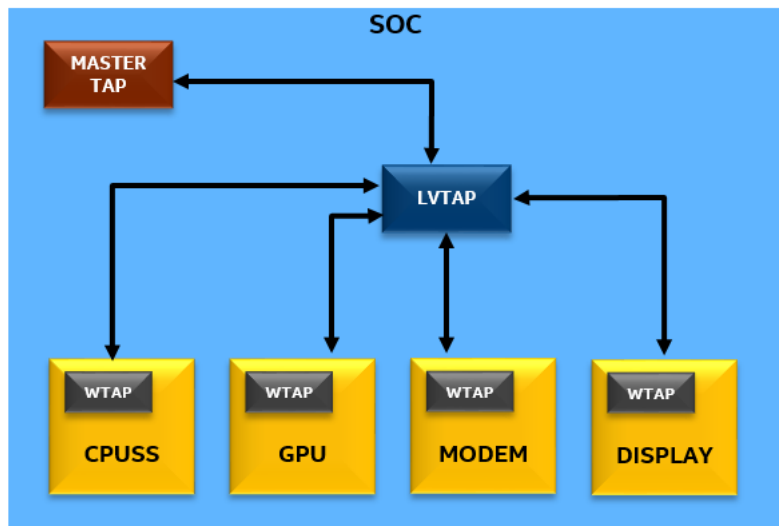 SOC
MASTER
TAP
LVTAP
WTAP
WTAP
WTAP
WTAP
CPUSS
GPU
MODEM
DISPLAY